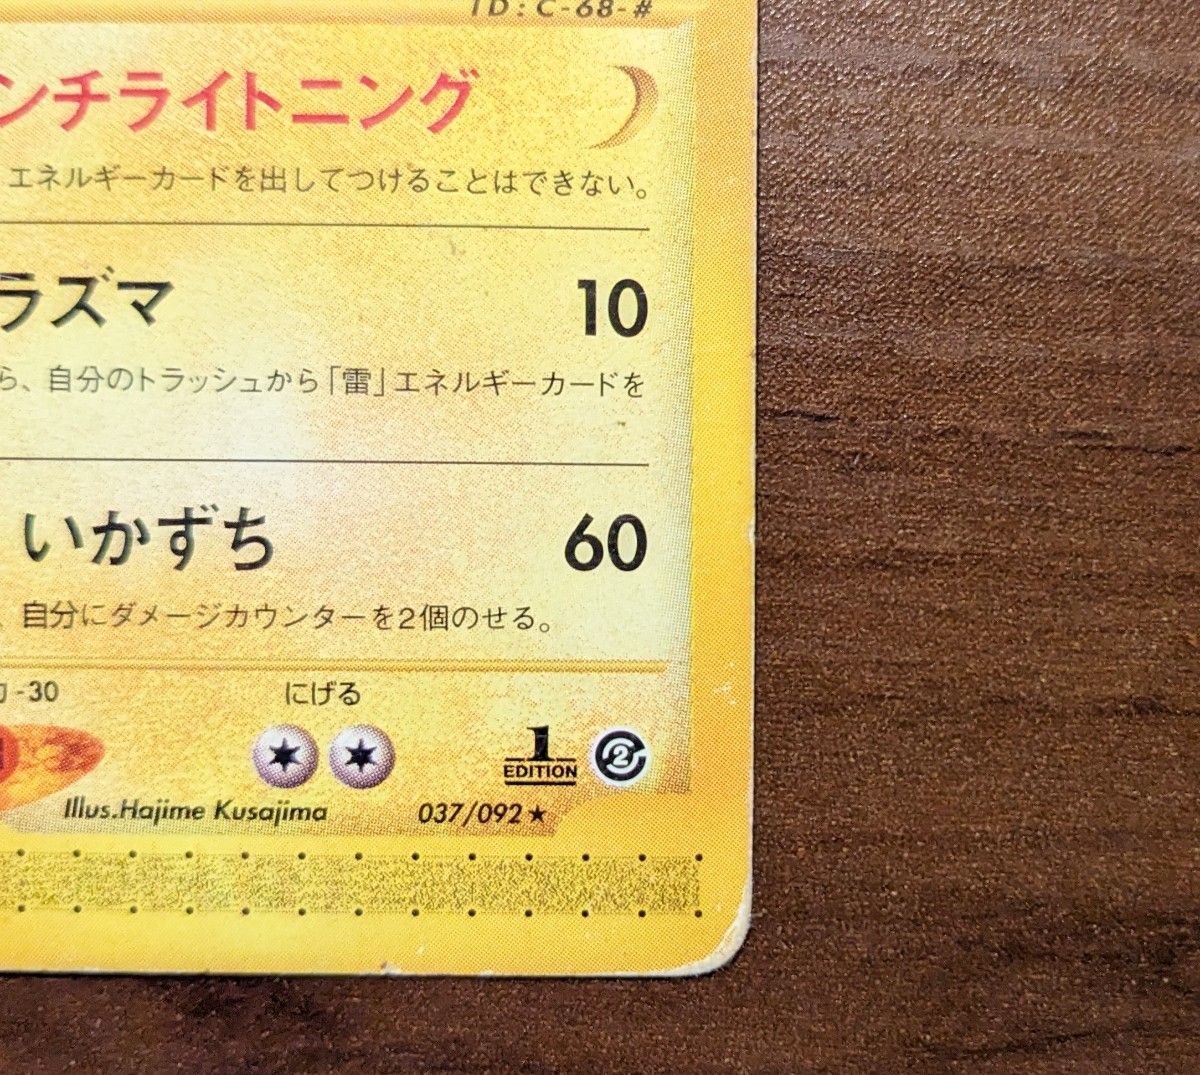 ID:C-68-#
ンチライトニング
エネルギーカードを出してつけることはできない。
ラズマ 10
ら、自分のトラッシュから「雷」エネルギーカードを
いかずち 60
、自分にダメージカウンターを2個のせる。
-30 にげる
1 EDITION 2
Illus.Hajime Kusajima 037/092★